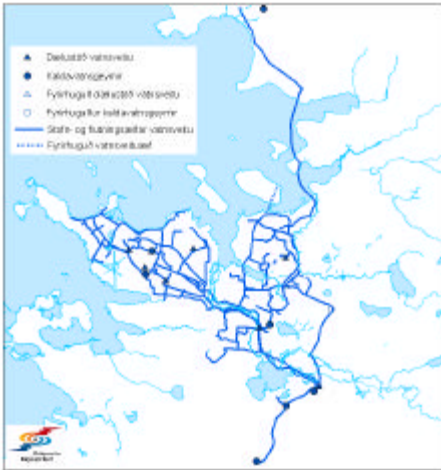 Dælustöð vatnsveitu
Kaldavatnsgeymir
Fyrirhuguð dælustöð vatnsveitu
Fyrirhugaður kaldavatnsgeymir
Stofn- og flutningsæðar vatnsveitu
Fyrirhuguð vatnsveituæð